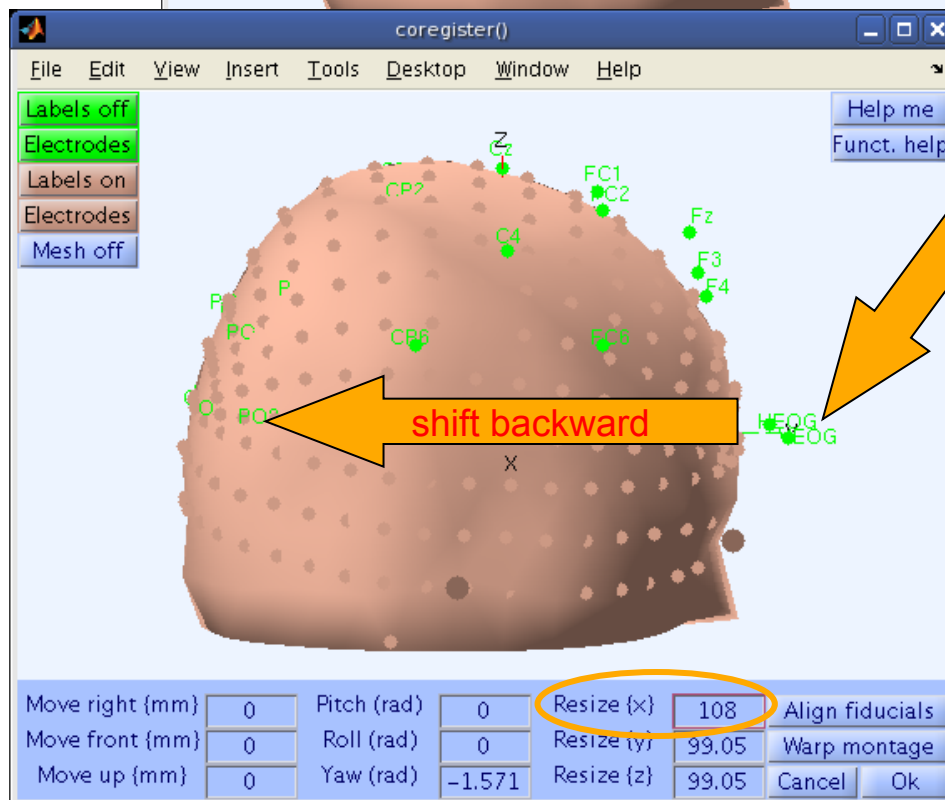 coregister()
File Edit View Insert Tools Desktop Window Help
Labels off
Electrodes
Labels on
Electrodes
Mesh off
Help me
Funct. help
Z
Cz
FC1
FC2
CP2
Fz
C4
F3
F4
P
PO
CP6
FC6
O
PO8
shift backward
HEOG
X
Move right {mm} 0 Pitch (rad) 0 Resize {x} 108 Align fiducials
Move front {mm} 0 Roll (rad) 0 Resize {y} 99.05 Warp montage
Move up {mm} 0 Yaw (rad) −1.571 Resize {z} 99.05 Cancel Ok